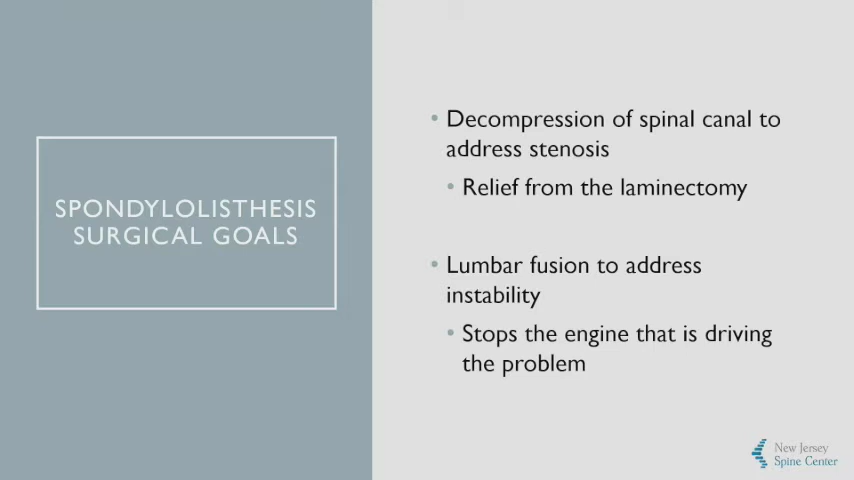 SPONDYLOLISTHESIS
SURGICAL GOALS
• Decompression of spinal canal to
address stenosis
• Relief from the laminectomy
• Lumbar fusion to address
instability
• Stops the engine that is driving
the problem
New Jersey
Spine Center